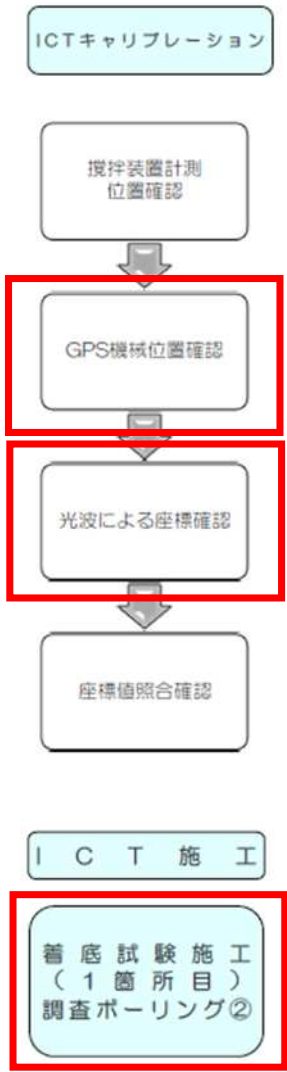 ICTキャリブレーション
撹拌装置計測
位置確認
GPS機械位置確認
光波による座標確認
座標値照合確認
ICT施工
着底試験施工
(1箇所目)
調査ボーリング②